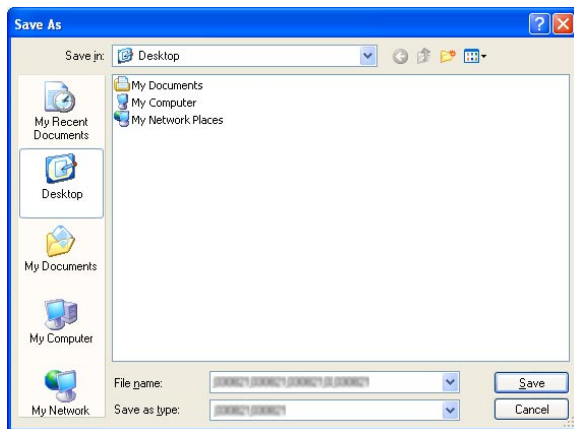 Save As
Save in: Desktop
My Documents
My Computer
My Network Places
My Recent
Documents
Desktop
My Documents
My Computer
My Network
File name:
Save
Save as type:
Cancel